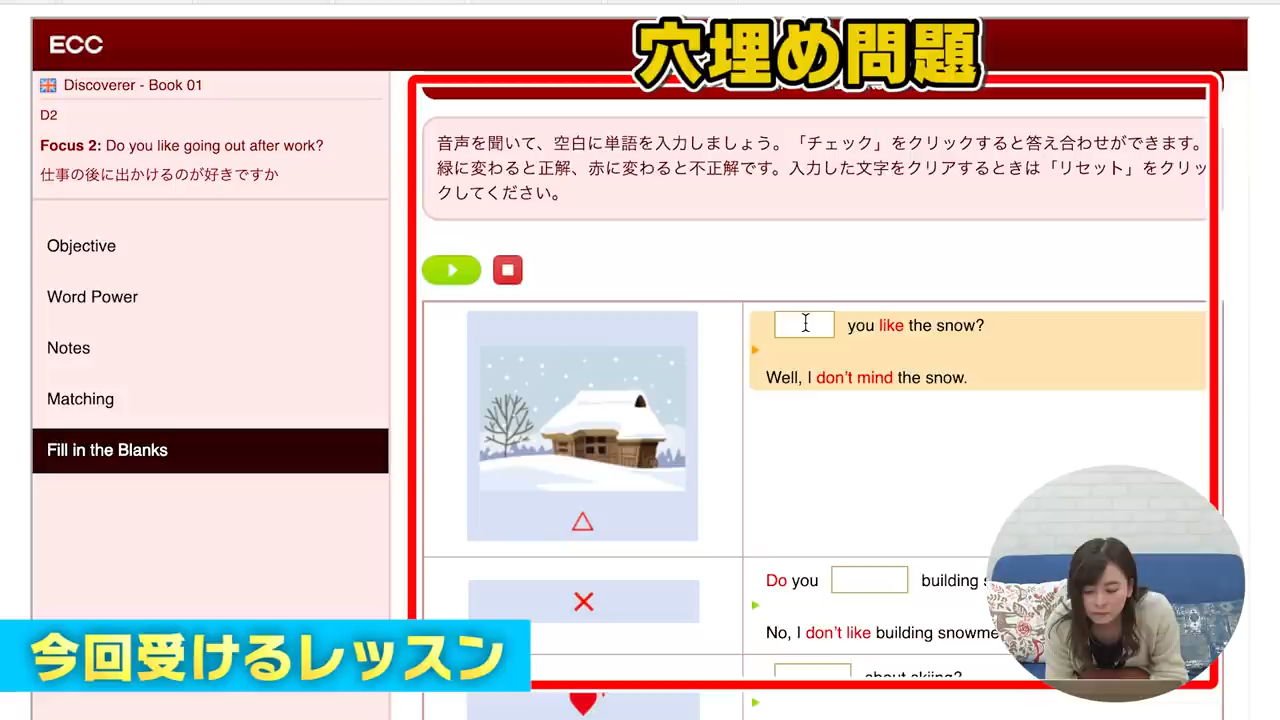 ECC
穴埋め問題
Discoverer - Book 01
D2
Focus 2: Do you like going out after work?
仕事の後に出かけるのが好きですか
Objective
Word Power
Notes
Matching
Fill in the Blanks
音声を聞いて、空白に単語を入力しましょう。「チェック」をクリックすると答え合わせができます。
緑に変わると正解、赤に変わると不正解です。入力した文字をクリアするときは「リセット」をクリッ
クしてください。
you like the snow?
Well, I don't mind the snow.
Do you building
No, I don't like building
about skiing?
今回受けるレッスン